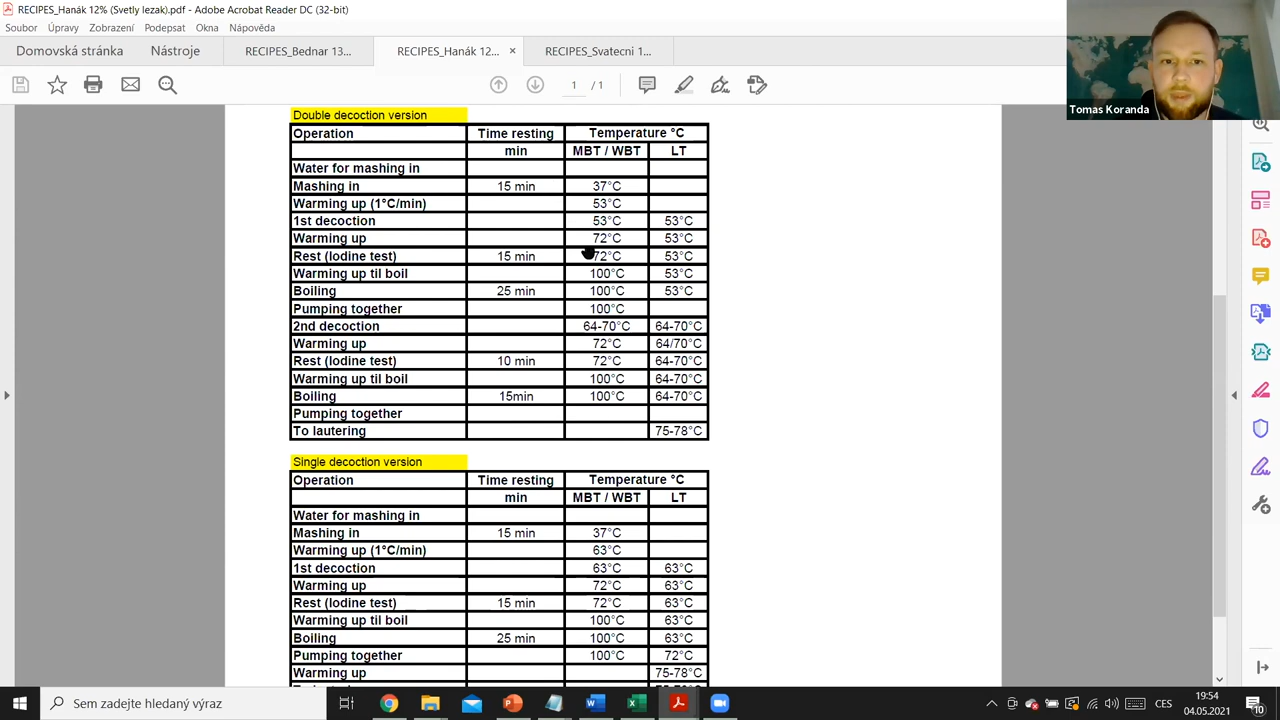 RECIPES_Hanák 12% (Svetly lezak).pdf - Adobe Acrobat Reader DC (32-bit)
Soubor Úpravy Zobrazení Podepsat Okna Nápověda
Domovská stránka Nástroje RECIPES_Bednar 13... RECIPES_Hanák 12... × RECIPES_Svatecni 1...
1 / 1
Tomas Koranda
Double decoction version
Operation Time resting Temperature °C
min MBT / WBT LT
Water for mashing in
Mashing in 15 min 37°C
Warming up (1°C/min) 53°C
1st decoction 53°C 53°C
Warming up 72°C 53°C
Rest (Iodine test) 15 min 72°C 53°C
Warming up til boil 100°C 53°C
Boiling 25 min 100°C 53°C
Pumping together 100°C
2nd decoction 64-70°C 64-70°C
Warming up 72°C 64/70°C
Rest (Iodine test) 10 min 72°C 64-70°C
Warming up til boil 100°C 64-70°C
Boiling 15min 100°C 64-70°C
Pumping together
To lautering 75-78°C
Single decoction version
Operation Time resting Temperature °C
min MBT / WBT LT
Water for mashing in
Mashing in 15 min 37°C
Warming up (1°C/min) 63°C
1st decoction 63°C 63°C
Warming up 72°C 63°C
Rest (Iodine test) 15 min 72°C 63°C
Warming up til boil 100°C 63°C
Boiling 25 min 100°C 63°C
Pumping together 100°C 72°C
Warming up 75-78°C
Sem zadejte hledaný výraz
CES
19:54
04.05.2021
10